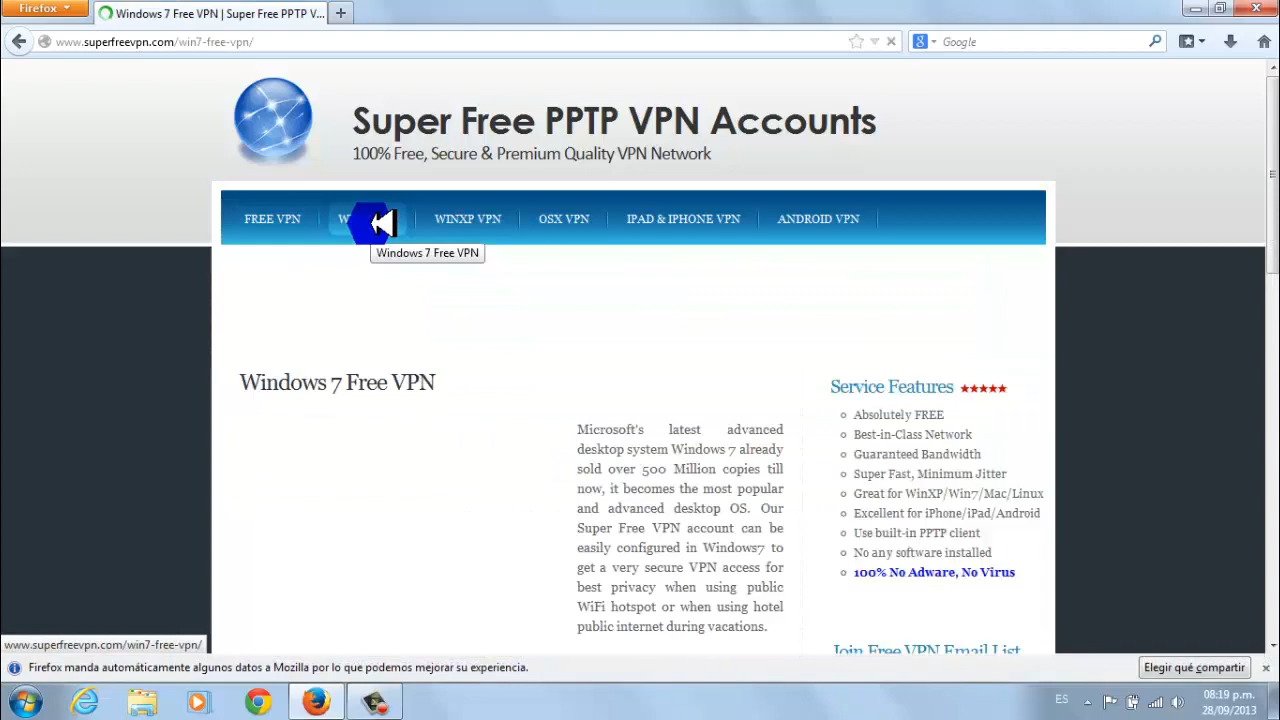 Firefox
Windows 7 Free VPN | Super Free PPTP V...
www.superfreevpn.com/win7-free-vpn/
Google
Super Free PPTP VPN Accounts
100% Free, Secure & Premium Quality VPN Network
FREE VPN
WINXP VPN
OSX VPN
IPAD & IPHONE VPN
ANDROID VPN
Windows 7 Free VPN
Windows 7 Free VPN
Microsoft's latest advanced
desktop system Windows 7 already
sold over 500 Million copies till
now, it becomes the most popular
and advanced desktop OS. Our
Super Free VPN account can be
easily configured in Windows7 to
get a very secure VPN access for
best privacy when using public
WiFi hotspot or when using hotel
public internet during vacations.
Service Features
Absolutely FREE
Best-in-Class Network
Guaranteed Bandwidth
Super Fast, Minimum Jitter
Great for WinXP/Win7/Mac/Linux
Excellent for iPhone/iPad/Android
Use built-in PPTP client
No any software installed
100% No Adware, No Virus
Join Free VPN Email List
www.superfreevpn.com/win7-free-vpn/
Firefox manda automáticamente algunos datos a Mozilla por lo que podemos mejorar su experiencia.
Elegir qué compartir
ES
08:19 p.m.
28/09/2013